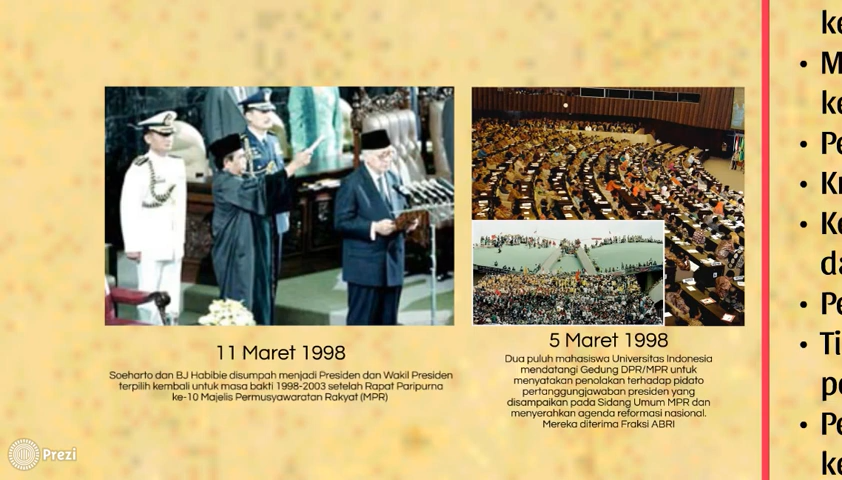 11 Maret 1998
Soeharto dan BJ Habibie disumpah menjadi Presiden dan Wakil Presiden
terpilih kembali untuk masa bakti 1998-2003 setelah Rapat Paripurna
ke-10 Majelis Permusyawaratan Rakyat (MPR)
5 Maret 1998
Dua puluh mahasiswa Universitas Indonesia
mendatangi Gedung DPR/MPR untuk
menyatakan penolakan terhadap pidato
pertanggungjawaban presiden yang
disampaikan pada Sidang Umum MPR dan
menyerahkan agenda reformasi nasional.
Mereka diterima Fraksi ABRI
Prezi